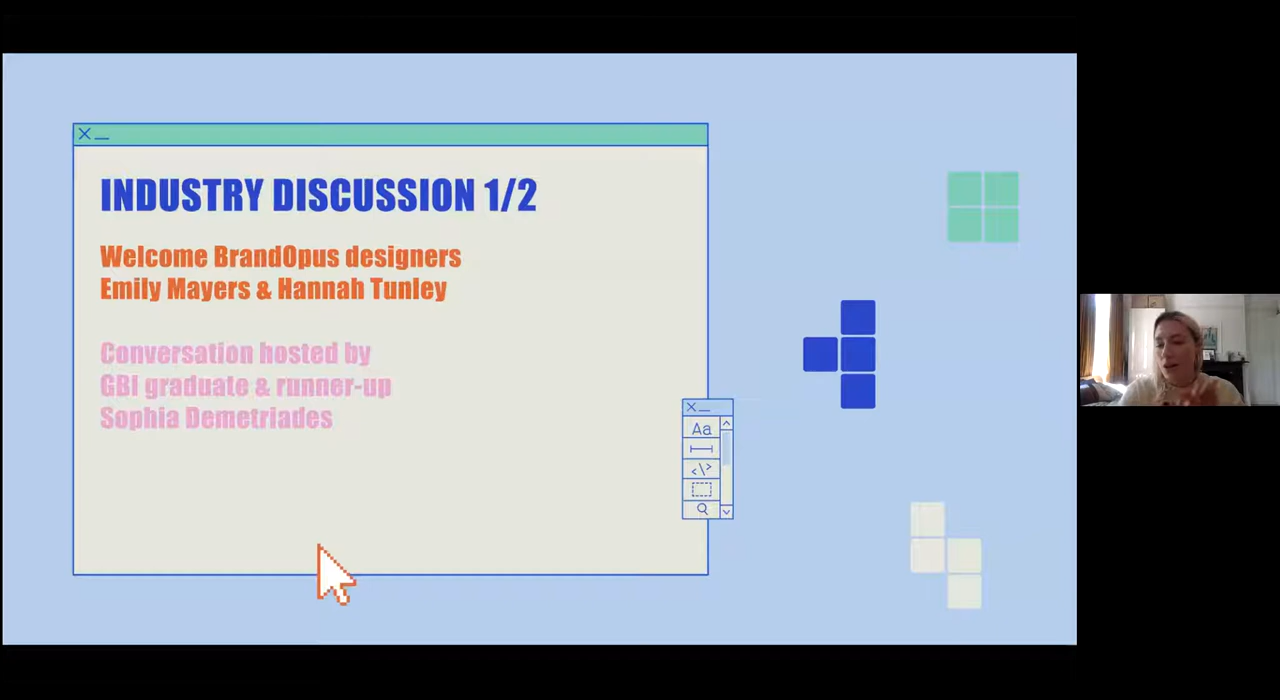 INDUSTRY DISCUSSION 1/2
Welcome BrandOpus designers
Emily Mayers & Hannah Tunley
Conversation hosted by
GBI graduate & runner-up
Sophia Demetriades
Aa